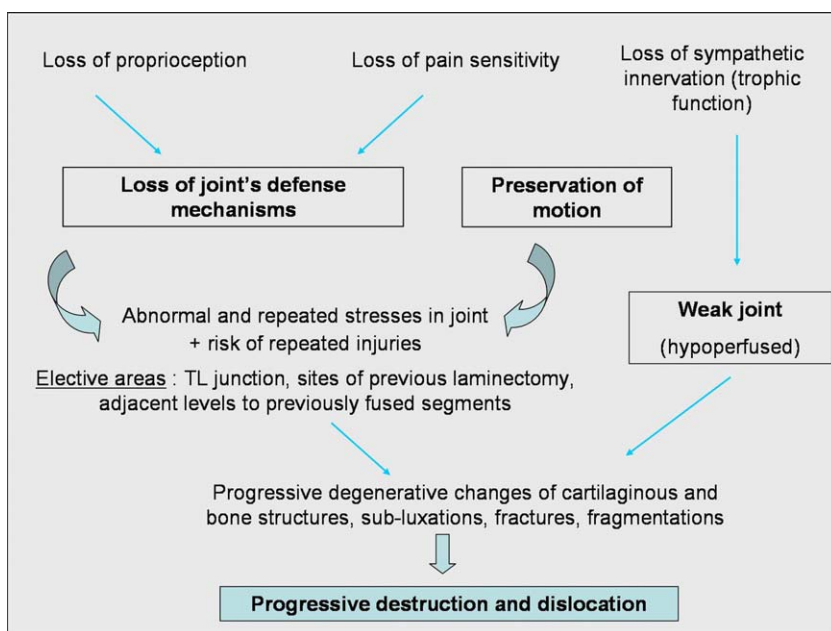 Loss of proprioception
Loss of pain sensitivity
Loss of sympathetic
innervation (trophic
function)
Loss of joint's defense
mechanisms
Preservation of
motion
Abnormal and repeated stresses in joint
+ risk of repeated injuries
Elective areas : TL junction, sites of previous laminectomy,
adjacent levels to previously fused segments
Weak joint
(hypoperfused)
Progressive degenerative changes of cartilaginous and
bone structures, sub-luxations, fractures, fragmentations
Progressive destruction and dislocation